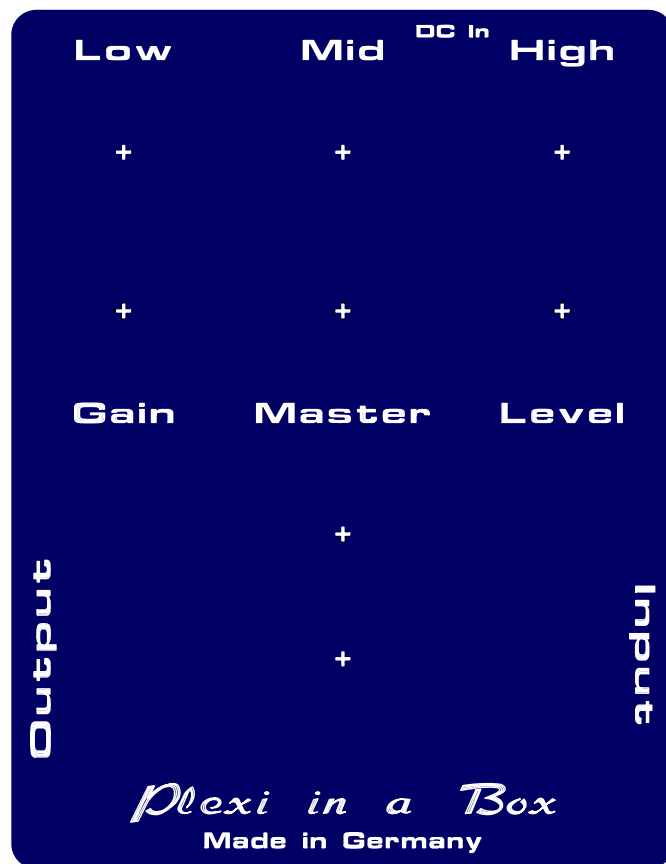 DC In
Low Mid High
Gain Master Level
Output
Input
Plexi in a Box
Made in Germany